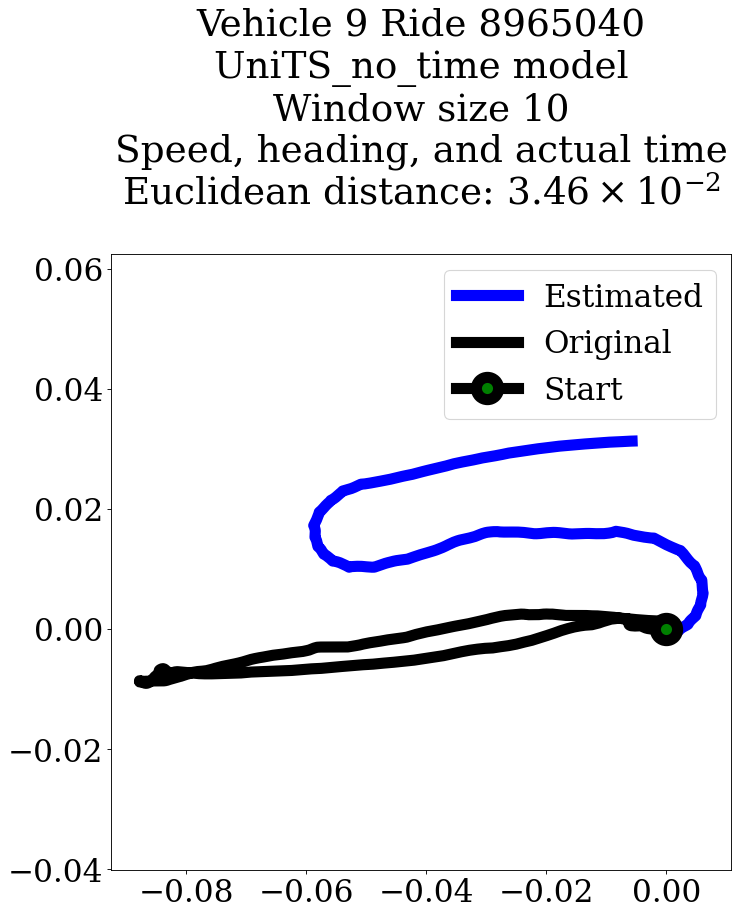 Vehicle 9 Ride 8965040
UniTS_no_time model
Window size 10
Speed, heading, and actual time
Euclidean distance: 3.46 × 10⁻²
0.06
0.04
0.02
0.00
−0.02
−0.04
Estimated
Original
Start
−0.08 −0.06 −0.04 −0.02 0.00